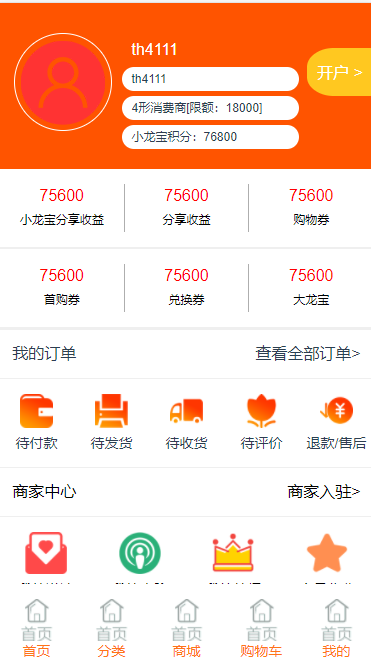 th4111
th4111
开户 >
4形消费商[限额：18000]
小龙宝积分：76800
75600 75600 75600
小龙宝分享收益 分享收益 购物券
75600 75600 75600
首购券 兑换券 大龙宝
我的订单 查看全部订单>
待付款 待发货 待收货 待评价 退款/售后
商家中心 商家入驻>
首页 首页 首页 首页 首页
首页 分类 商城 购物车 我的